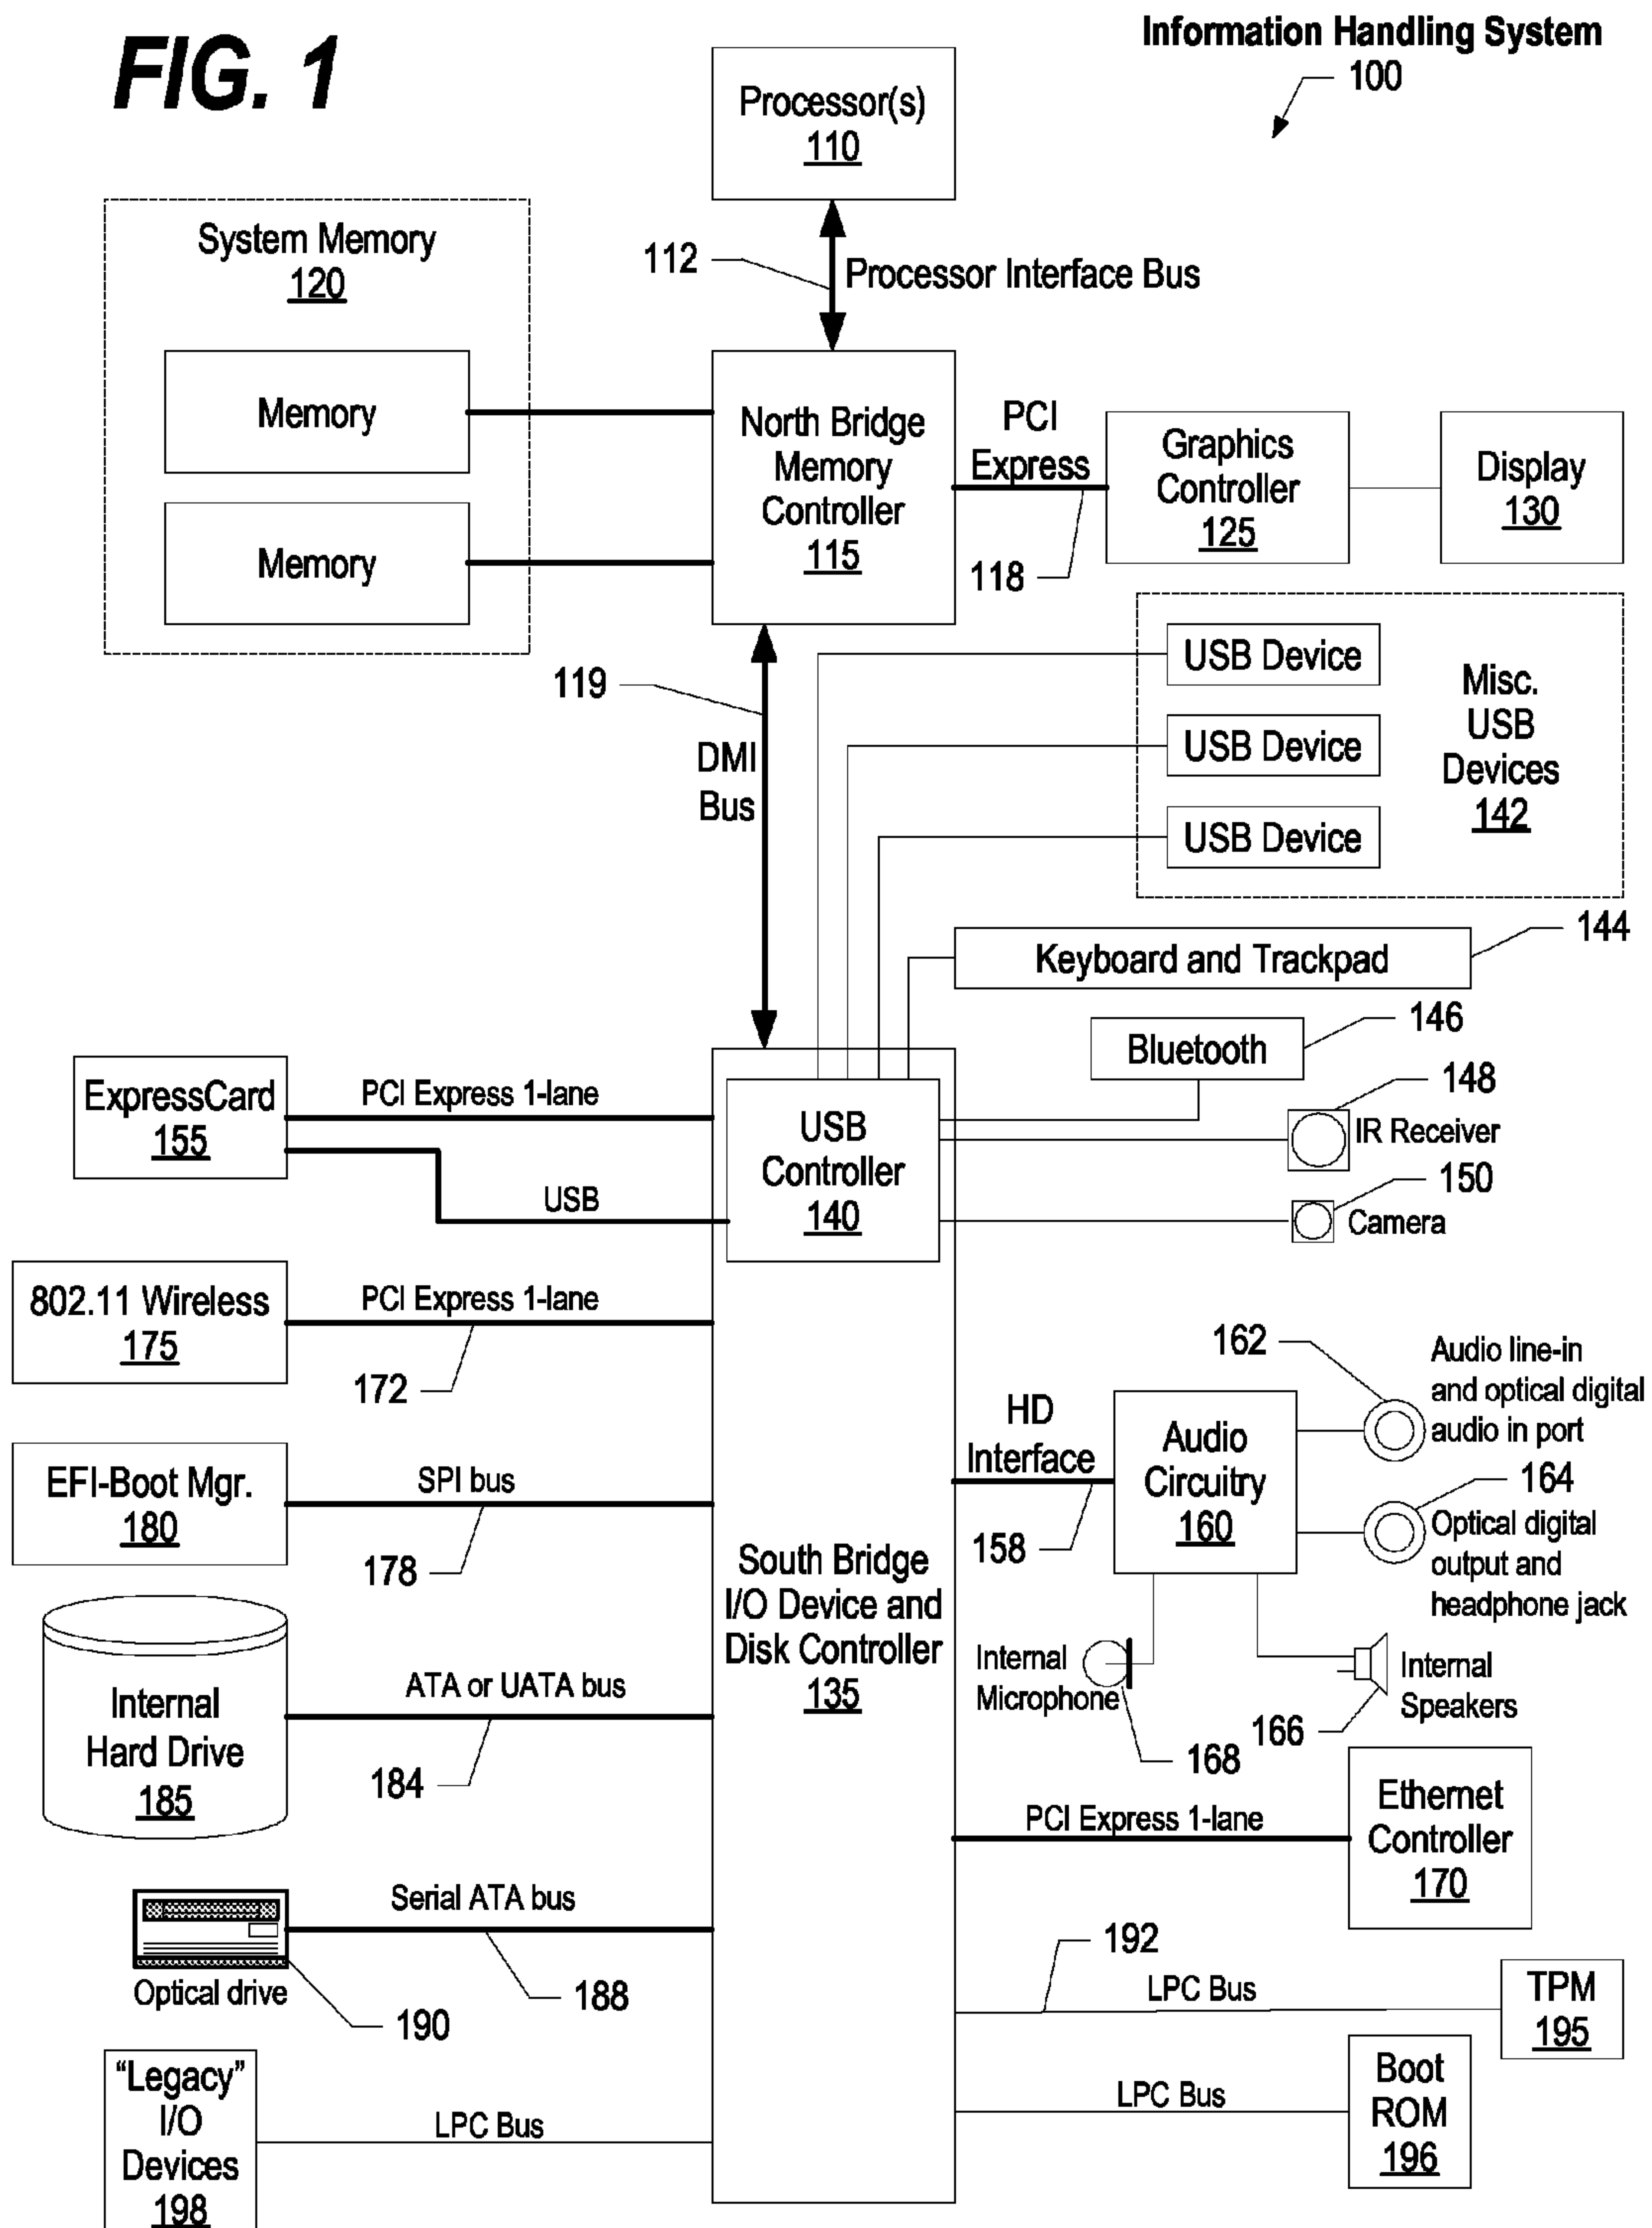 FIG. 1
Information Handling System
100
Processor(s)
110
System Memory
120
112
Processor Interface Bus
Memory
Memory
North Bridge
Memory
Controller
115
PCI
Express
118
Graphics
Controller
125
Display
130
119
DMI
Bus
USB Device
USB Device
USB Device
Misc.
USB
Devices
142
Keyboard and Trackpad
144
Bluetooth
146
148
IR Receiver
150
Camera
ExpressCard
155
PCI Express 1-lane
USB
USB
Controller
140
802.11 Wireless
175
PCI Express 1-lane
172
EFI-Boot Mgr.
180
SPI bus
178
South Bridge
I/O Device and
Disk Controller
135
HD
Interface
158
Audio
Circuitry
160
162
Audio line-in
and optical digital
audio in port
164
Optical digital
output and
headphone jack
Internal
Microphone
168
166
Internal
Speakers
Internal
Hard Drive
185
ATA or UATA bus
184
PCI Express 1-lane
Ethernet
Controller
170
Serial ATA bus
188
Optical drive
190
192
LPC Bus
TPM
195
LPC Bus
Boot
ROM
196
“Legacy”
I/O
Devices
198
LPC Bus